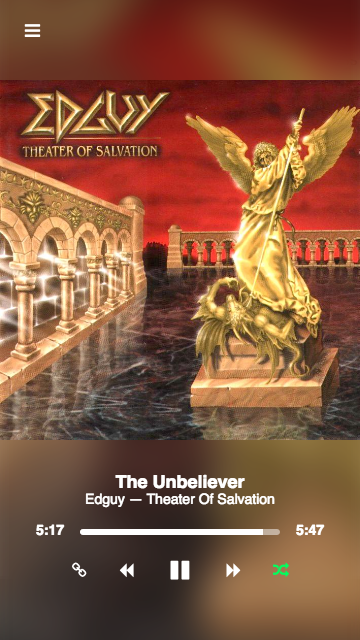 EDGUY
THEATER OF SALVATION
The Unbeliever
Edguy — Theater Of Salvation
5:17
5:47